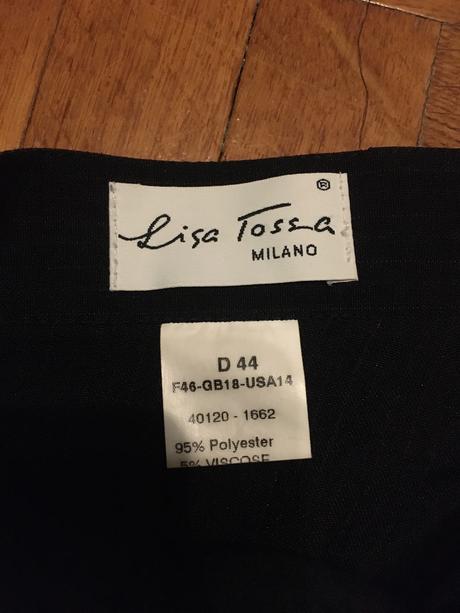 ®
Lisa Tossa
MILANO
D 44
F46-GB18-USA14
40120 - 1662
95% Polyester
5% VISCOSE